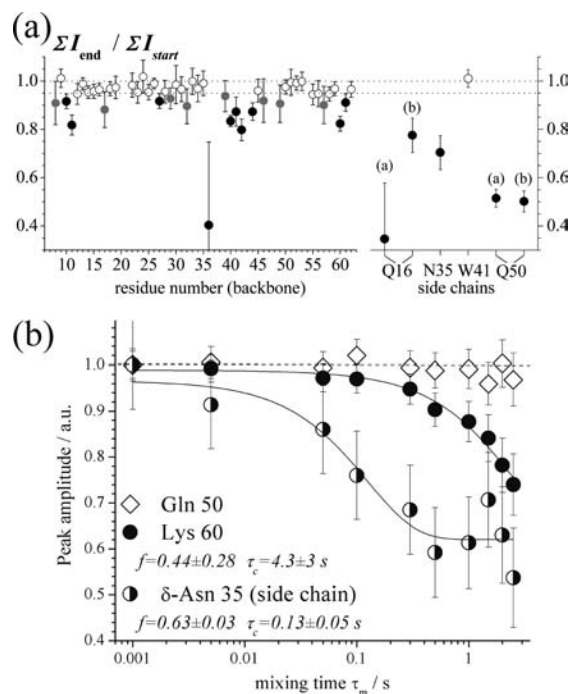 (a)
ΣI_end / ΣI_start
1.0 1.0
0.8 0.8
0.6 0.6
0.4 0.4
(b)
(a)
(a) (b)
10 15 20 25 30 35 40 45 50 55 60
Q16 N35 W41 Q50
residue number (backbone) side chains
(b)
1.0
0.9
0.8
0.7
0.6
0.5
0.4
Peak amplitude / a.u.
Gln 50
Lys 60
f=0.44±0.28 τ_c=4.3±3 s
δ-Asn 35 (side chain)
f=0.63±0.03 τ_c=0.13±0.05 s
0.001 0.01 0.1 1
mixing time τ_m / s